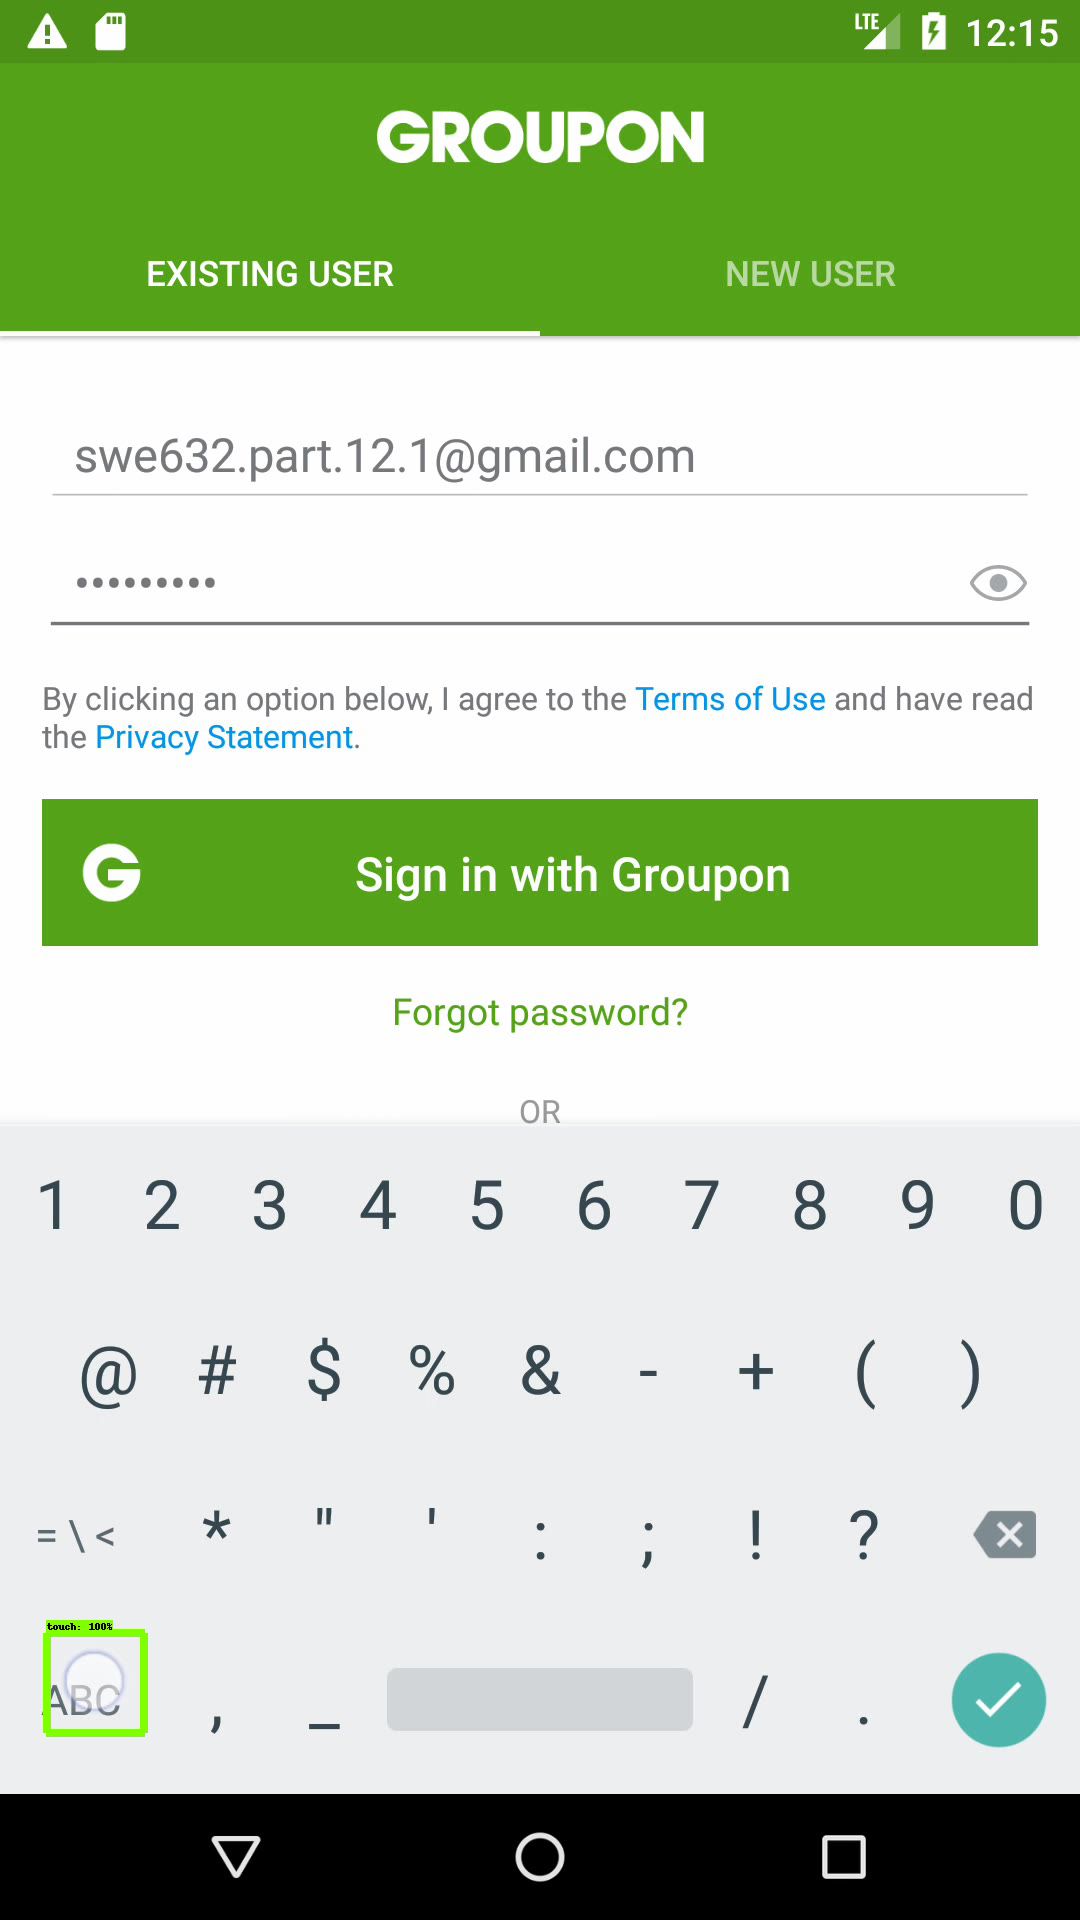 LTE 12:15
GROUPON
EXISTING USER NEW USER
swe632.part.12.1@gmail.com
•••••••••
By clicking an option below, I agree to the Terms of Use and have read
the Privacy Statement.
G Sign in with Groupon
Forgot password?
OR
1 2 3 4 5 6 7 8 9 0
@ # $ % & - + ( )
= \ < * " ' : ; ! ?
touch: 100%
ABC , _ / .